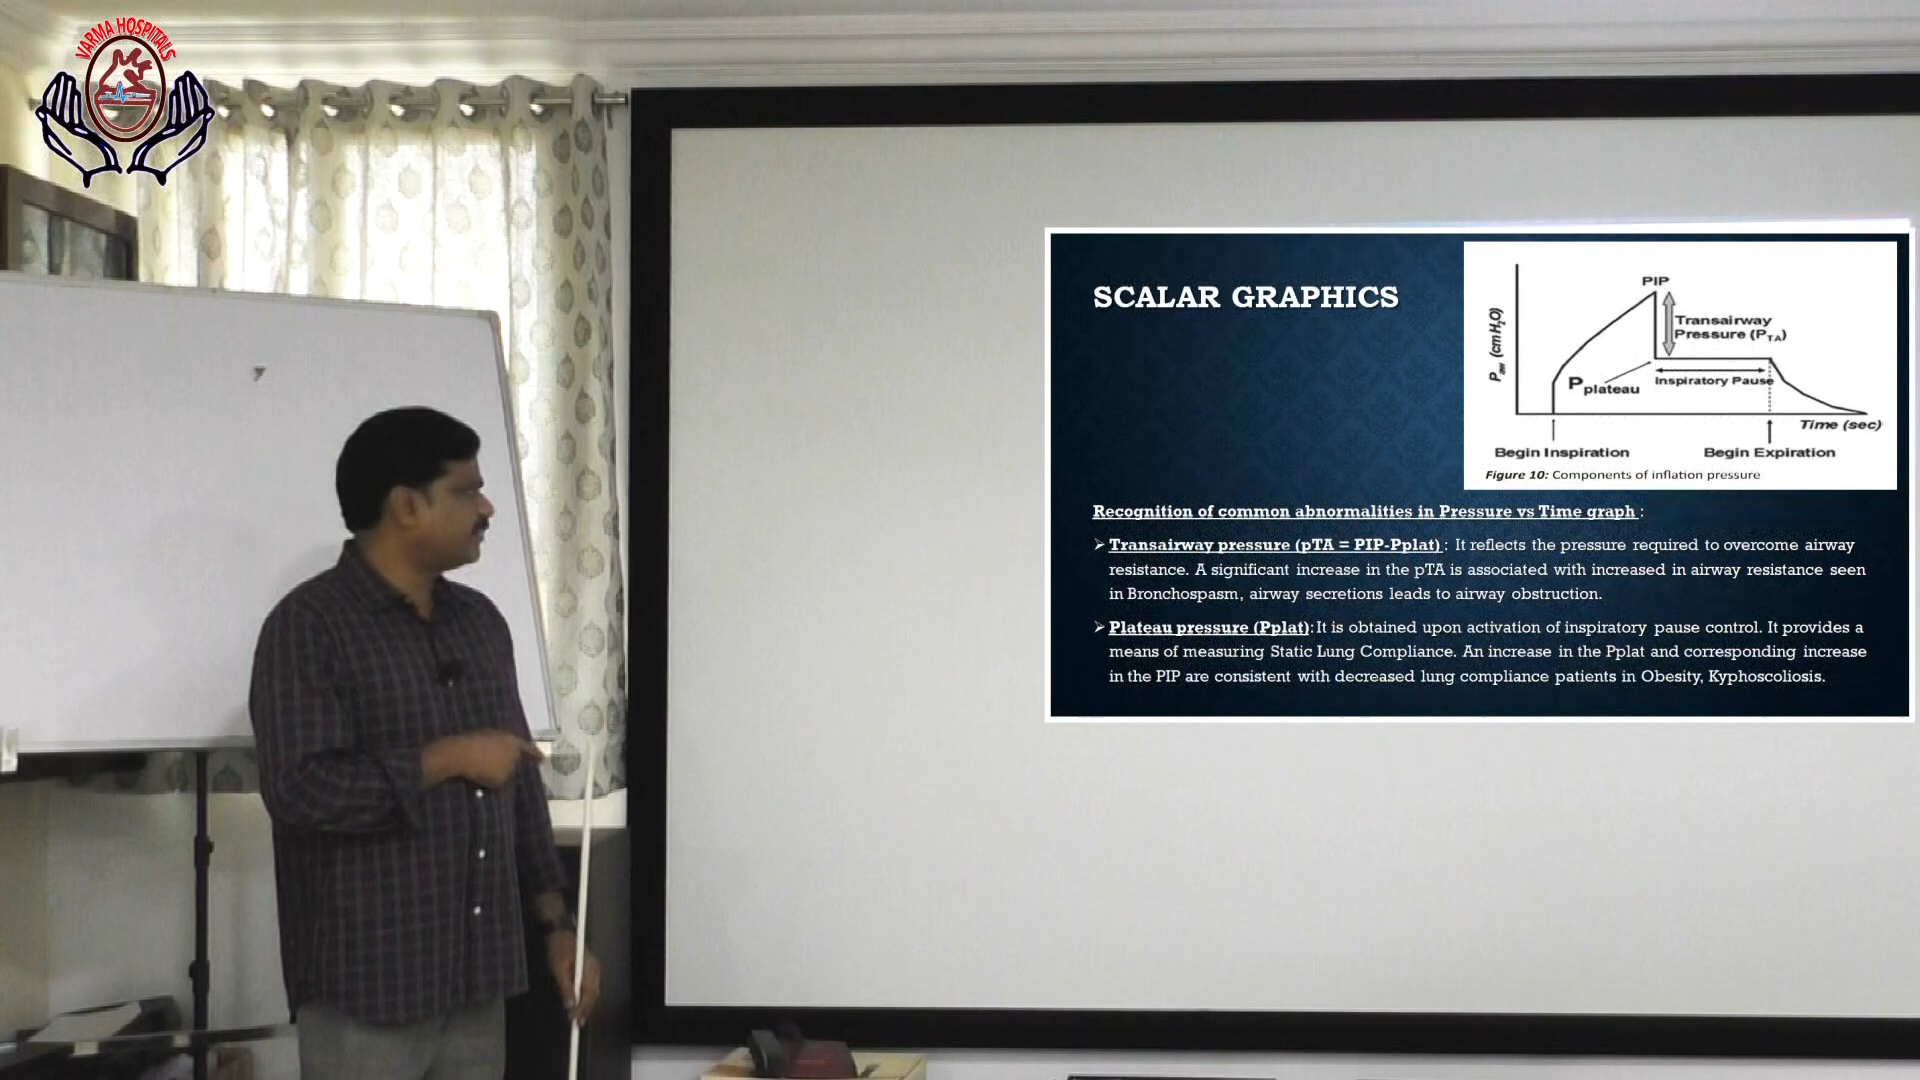 VARMA HOSPITALS
SCALAR GRAPHICS
PIP
Transairway
Pressure (PTA)
Paw (cm H2O)
Pplateau
Inspiratory Pause
Time (sec)
Begin Inspiration
Begin Expiration
Figure 10: Components of inflation pressure
Recognition of common abnormalities in Pressure vs Time graph :
➢ Transairway pressure (pTA = PIP-Pplat) : It reflects the pressure required to overcome airway
resistance. A significant increase in the pTA is associated with increased in airway resistance seen
in Bronchospasm, airway secretions leads to airway obstruction.
➢ Plateau pressure (Pplat): It is obtained upon activation of inspiratory pause control. It provides a
means of measuring Static Lung Compliance. An increase in the Pplat and corresponding increase
in the PIP are consistent with decreased lung compliance patients in Obesity, Kyphoscoliosis.